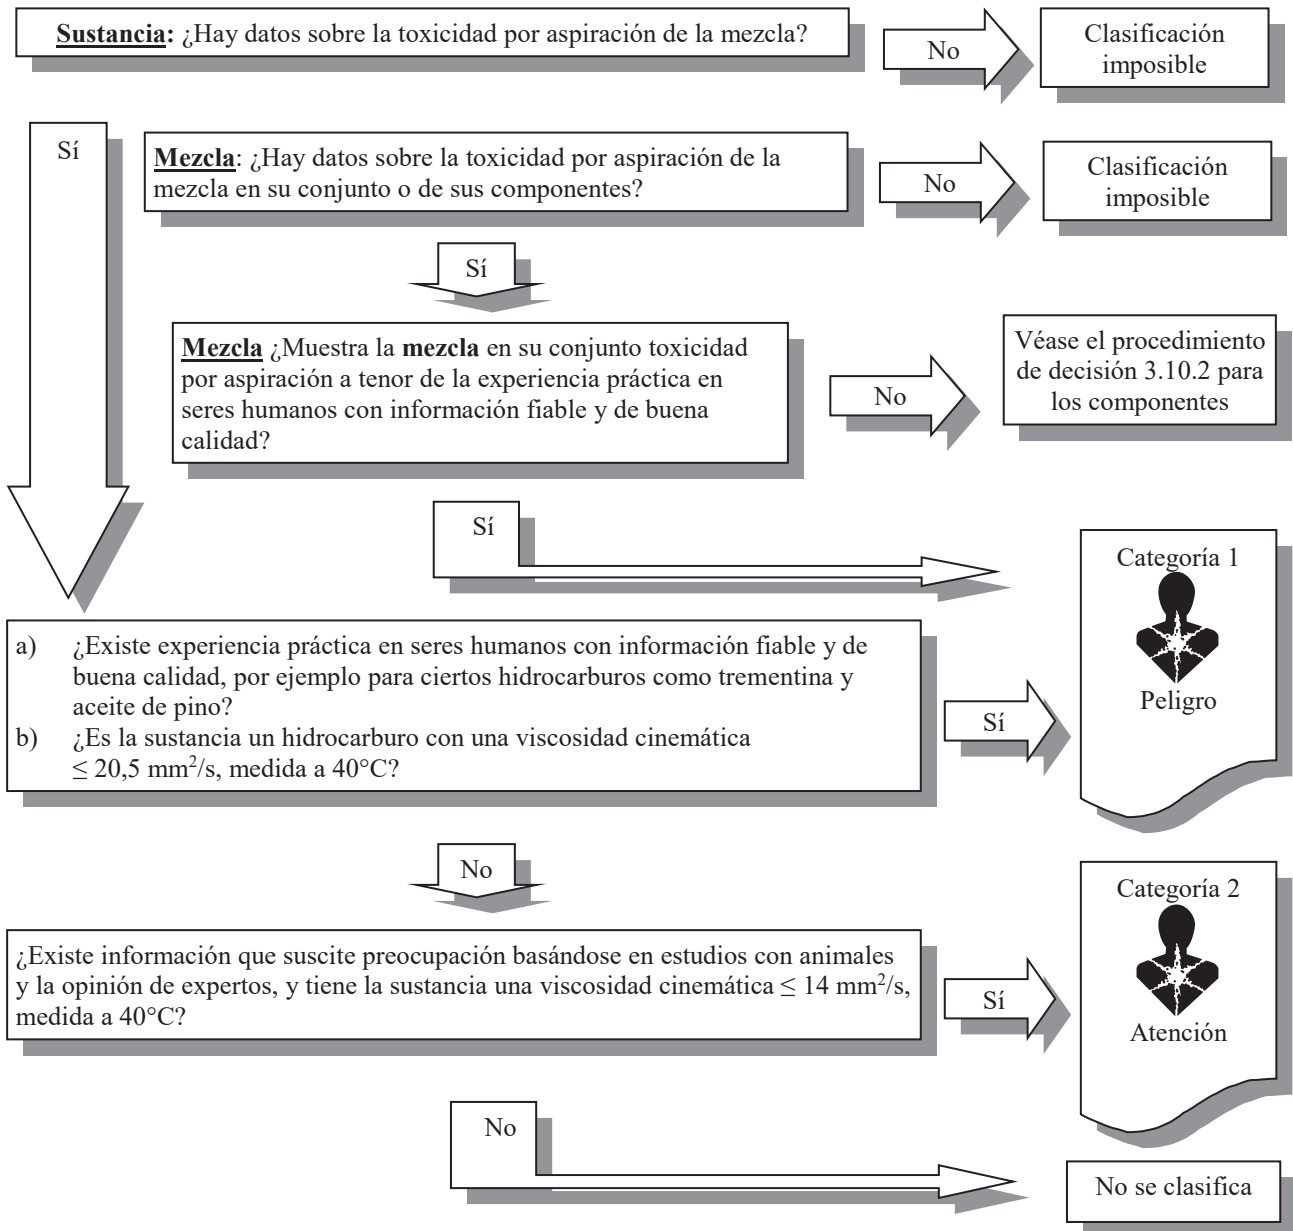 Sustancia: ¿Hay datos sobre la toxicidad por aspiración de la mezcla?
No
Clasificación
imposible
Sí
Mezcla: ¿Hay datos sobre la toxicidad por aspiración de la
mezcla en su conjunto o de sus componentes?
No
Clasificación
imposible
Sí
Mezcla ¿Muestra la mezcla en su conjunto toxicidad
por aspiración a tenor de la experiencia práctica en
seres humanos con información fiable y de buena
calidad?
No
Véase el procedimiento
de decisión 3.10.2 para
los componentes
Sí
Categoría 1
Peligro
a) ¿Existe experiencia práctica en seres humanos con información fiable y de
buena calidad, por ejemplo para ciertos hidrocarburos como trementina y
aceite de pino?
b) ¿Es la sustancia un hidrocarburo con una viscosidad cinemática
≤ 20,5 mm²/s, medida a 40°C?
Sí
No
Categoría 2
Atención
¿Existe información que suscite preocupación basándose en estudios con animales
y la opinión de expertos, y tiene la sustancia una viscosidad cinemática ≤ 14 mm²/s,
medida a 40°C?
Sí
No
No se clasifica